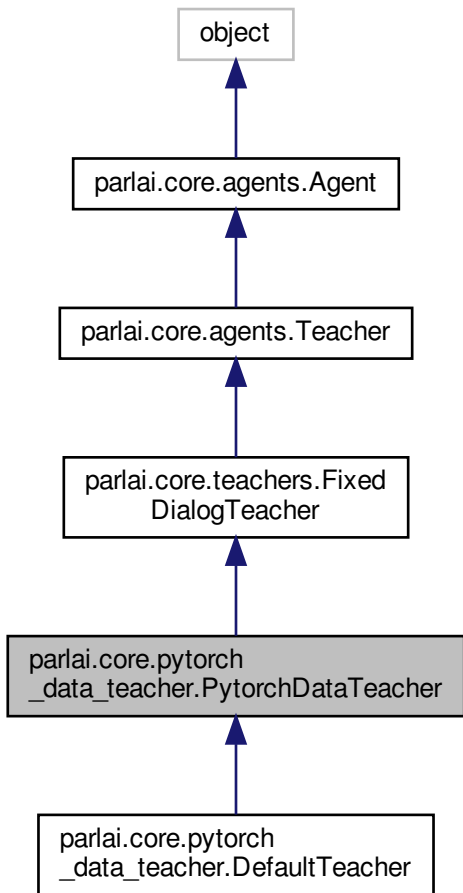 object
parlai.core.agents.Agent
parlai.core.agents.Teacher
parlai.core.teachers.Fixed
DialogTeacher
parlai.core.pytorch
_data_teacher.PytorchDataTeacher
parlai.core.pytorch
_data_teacher.DefaultTeacher